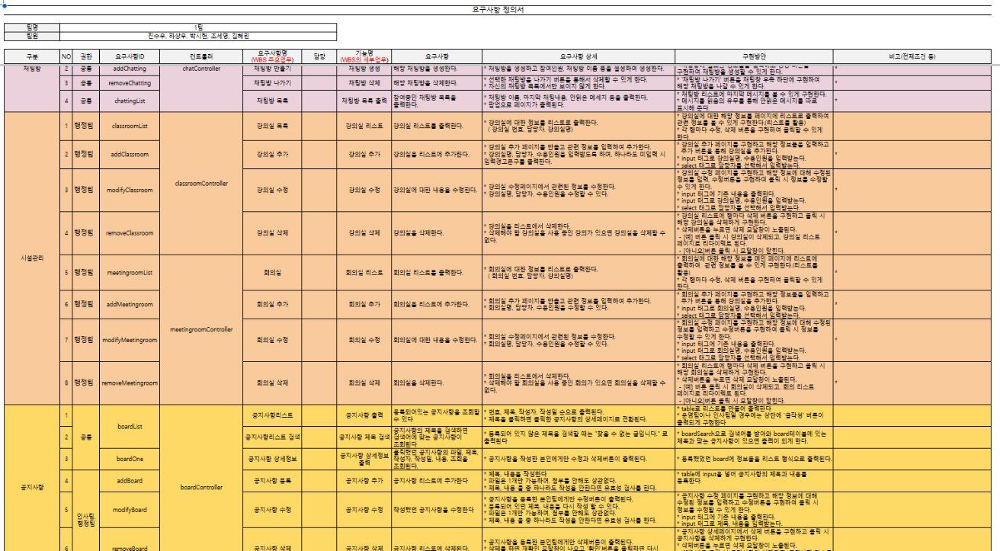 요구사항 정의서
팀명 1팀
팀원 진수우, 하상우, 박시현, 조세영, 김혜린
구분 NO 권한 요구사항ID 컨트롤러 요구사항명 (WBS 주요업무) 담당 기능명 (WBS의 세부업무) 요구사항 요구사항 상세 구현방안 비고(전제조건 등)
채팅방 2 공통 addChatting chatController 채팅방 만들기 채팅방 생성 해당 채팅방을 생성한다. * 채팅방을 생성하고 참여인원, 채팅방 이름 등을 설정하여 생성한다.
구현하여 채팅방을 생성할 수 있게 한다.
3 공통 removeChatting 채팅방 나가기 채팅방 삭제 해당 채팅방을 삭제한다.
* 선택한 채팅방을 나가기 버튼을 통해서 삭제할 수 있게 한다.
* 자신의 채팅방 목록에서만 보이지 않게 한다.
* '채팅방 나가기' 버튼을 채팅창 우측 하단에 구현하여
해당 채팅방을 나갈 수 있게 한다.
*
4 공통 chattingList 채팅방 목록 채팅방 목록 출력
참여중인 채팅방 목록을
출력한다.
* 채팅방 이름, 마지막 채팅내용, 안읽은 메세지 등을 출력한다.
* 팝업으로 페이지가 출력된다.
* 채팅방 리스트에 마지막 메시지를 볼 수 있게 구현한다.
* 메시지를 읽음의 유무를 통해 안읽은 메시지를 따로
표시해 준다.
*
시설관리
1 행정팀 classroomList 강의실 목록 강의실 리스트 강의실 리스트를 출력한다.
* 강의실에 대한 정보를 리스트로 출력한다.
( 강의실 번호, 담당자, 강의실명)
* 강의실에 대한 해당 정보를 페이지에 리스트로 출력하여
관련 정보를 볼 수 있게 구현한다.(리스트를 활용)
* 각 행마다 수정, 삭제 버튼을 구현하여 클릭할 수 있게
한다.
*
2 행정팀 addClassroom 강의실 추가 강의실 추가 강의실을 리스트에 추가한다.
* 강의실 추가 페이지를 만들고 관련 정보를 입력하여 추가한다.
* 강의실명, 담당자, 수용인원을 입력받도록 하며, 하나라도 미입력 시
입력경고문구를 출력한다.
* 강의실 추가 페이지를 구현하고 해당 정보들을 입력하고
추가 버튼을 통해 강의실을 추가한다.
* input 태그로 강의실명, 수용인원을 입력받는다.
* select 태그로 담당자를 선택해서 입력받는다.
*
classroomController
3 행정팀 modifyClassroom 강의실 수정 강의실 수정 강의실에 대한 내용을 수정한다.
* 강의실 수정페이지에서 관련된 정보를 수정한다.
* 강의실명, 담당자, 수용인원을 수정할 수 있다.
* 강의실 수정 페이지를 구현하고 해당 정보에 대해 수정된
정보를 입력, 수정버튼을 구현하여 클릭 시 정보를 수정할
수 있게 한다.
* input 태그에 기존 내용을 출력한다.
* input 태그로 강의실명, 수용인원을 입력받는다.
* select 태그로 담당자를 선택해서 입력받는다.
*
4 행정팀 removeClassroom 강의실 삭제 강의실 삭제 강의실을 삭제한다.
* 강의실을 리스트에서 삭제한다.
* 삭제해야 할 강의실을 사용 중인 강의가 있으면 강의실을 삭제할 수
없다.
* 강의실 리스트에 행마다 삭제 버튼을 구현하고 클릭 시
해당 강의실을 삭제하게 구현한다.
* 삭제버튼을 누르면 삭제 모달창이 노출된다.
- [예] 버튼 클릭 시 강의실이 삭제되고, 강의실 리스트
페이지로 리다이렉트 된다.
- [아니오]버튼 클릭 시 모달창이 닫힌다.
*
5 행정팀 meetingroomList 회의실 회의실 리스트 회의실 리스트를 출력한다.
* 회의실에 대한 정보를 리스트로 출력한다.
( 회의실 번호, 담당자, 강의실명)
* 회의실에 대한 해당 정보를 메인 페이지에 리스트에
출력하여 관련 정보를 볼 수 있게 구현한다.(리스트를
활용)
* 각 행마다 수정, 삭제 버튼을 구현하여 클릭할 수 있게
한다.
*
6 행정팀 addMeetingroom 회의실 추가 회의실 추가 회의실을 리스트에 추가한다.
* 회의실 추가 페이지를 만들고 관련 정보를 입력하여 추가한다.
* 회의실명, 담당자, 수용인원을 수정할 수 있다.
* 회의실 추가 페이지를 구현하고 해당 정보들을 입력하고
추가 버튼을 통해 강의실을 추가한다.
* input 태그로 회의실명, 수용인원을 입력받는다.
* select 태그로 담당자를 선택해서 입력받는다.
*
meetingroomController
7 행정팀 modifyMeetingroom 회의실 수정 회의실 수정 회의실에 대한 내용을 수정한다.
* 회의실 수정페이지에서 관련된 정보를 수정한다.
* 회의실명, 담당자, 수용인원을 수정할 수 있다.
* 회의실 수정 페이지를 구현하고 해당 정보에 대해 수정된
정보를 입력하고 수정버튼을 구현하여 클릭 시 정보를
수정할 수 있게 한다.
* input 태그에 기존 내용을 출력한다.
* input 태그로 회의실명, 수용인원을 입력받는다.
* select 태그로 담당자를 선택해서 입력받는다.
*
8 행정팀 removeMeetingroom 회의실 삭제 회의실 삭제 회의실을 삭제한다.
* 회의실을 리스트에서 삭제한다.
* 삭제해야 할 회의실을 사용 중인 회의가 있으면 회의실을 삭제할 수
없다.
* 회의실 리스트에 행마다 삭제 버튼을 구현하고 클릭 시
해당 회의실을 삭제하게 구현한다.
* 삭제버튼을 누르면 삭제 모달창이 노출된다.
- [예] 버튼 클릭 시 회의실이 삭제되고, 회의 리스트
페이지로 리다이렉트 된다.
- [아니오]버튼 클릭 시 모달창이 닫힌다.
*
공지사항
1 공통 boardList boardController 공지사항리스트 공지사항 출력
등록되어있는 공지사항을 조회할
수 있다
* 번호, 제목, 작성자, 작성일 순으로 출력된다.
* 제목을 클릭하면 클릭한 공지사항의 상세페이지로 전환된다.
* table로 리스트를 만들어 출력한다
* 운영팀이나 인사팀일 경우에는 상단에 '글작성' 버튼이
출력되게 구현한다
2 공지사항리스트 검색 공지사항 제목 검색
공지사항의 제목을 검색하면
검색어에 맞는 공지사항이
조회된다
* 등록되어 있지 않은 제목을 검색할 때는 "찾을 수 없는 글입니다." 로
출력된다
* boardSearch으로 검색어를 받아와 board테이블에 있는
제목과 맞는 공지사항이 있으면 출력이 되게 한다.
3 boardOne 공지사항 상세정보 공지사항 상세정보 출력
클릭했던 공지사항의 파일, 제목,
작성자, 작성일, 내용, 조회을
조회된다.
* 공지사항을 작성한 본인에게만 수정과 삭제버튼이 출력된다.
* 등록했었던 board에 정보들을 리스트 형식으로 출력된다.
4 addBoard 공지사항 등록 공지사항 추가 공지사항 리스트에 추가한다
* 제목, 내용을 작성한다
* 파일은 1개만 가능하며, 첨부를 안해도 상관없다.
* 제목, 내용 둘 중 하나라도 작성을 안한다면 유효성 검사를 한다.
* table에 input을 넣어 공지사항의 제목과 내용을
등록한다.
인사팀,
행정팀
5 modifyBoard 공지사항 수정 공지사항 수정 작성했던 공지사항을 수정한다
* 공지사항을 등록한 본인팀에게만 수정버튼이 출력된다.
* 등록되어 있던 제목, 내용을 다시 작성 할 수 있다.
* 파일은 1개만 가능하며, 첨부를 안해도 상관없다.
* 제목, 내용 둘 중 하나라도 작성을 안한다면 유효성 검사를 한다.
* 공지사항 수정 페이지를 구현하고 해당 정보에 대해
수정된 정보를 입력하고 수정버튼을 구현하여 클릭 시
정보를 수정할 수 있게 한다.
* input 태그에 기존 내용을 출력한다.
* input 태그로 제목, 내용을 입력받는다.
6 removeBoard 공지사항 삭제 공지사항 삭제 공지사항 리스트에 삭제된다.
* 공지사항을 등록한 본인팀에게만 삭제버튼이 출력된다.
* 삭제를 하면 재확인 모달창이 나오고 '확인'버튼을 클릭하면 다시
* 공지사항 상세페이지에서 삭제 버튼을 구현하고 클릭 시
공지사항을 삭제하게 구현한다.
* 삭제버튼을 누르면 삭제 모달창이 노출된다.